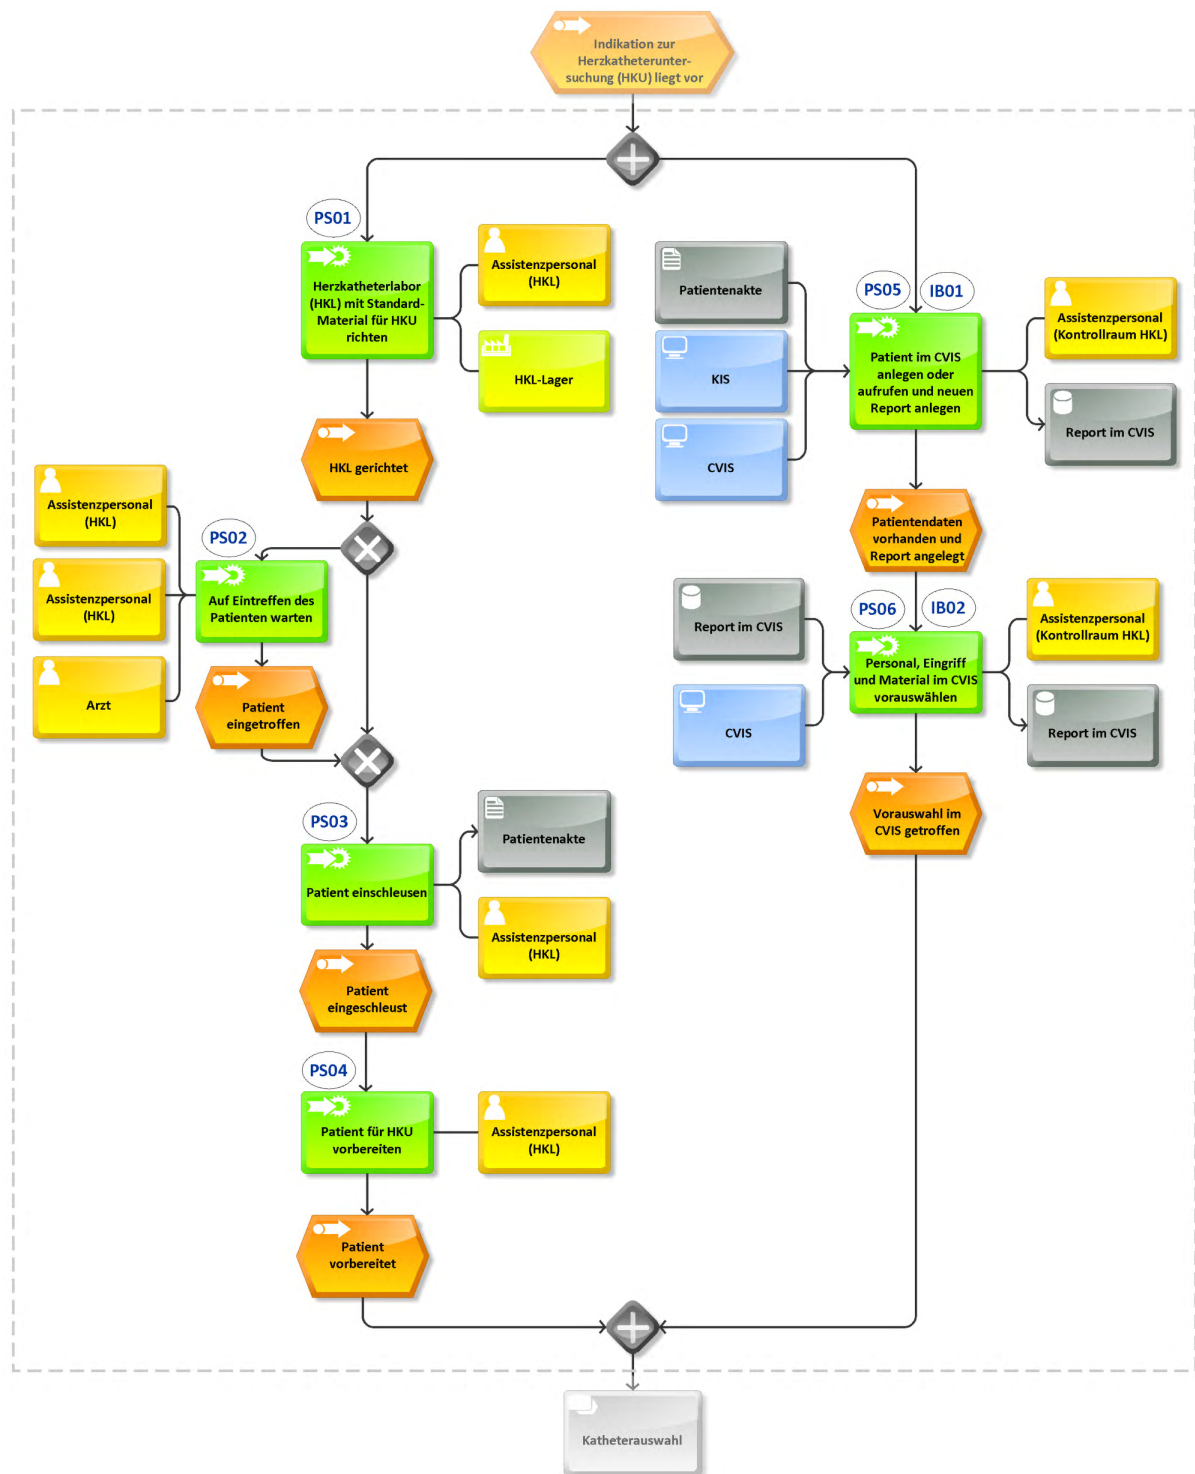 Indikation zur
Herzkatheterunter-
suchung (HKU) liegt vor
PS01
Herzkatheterlabor
(HKL) mit Standard-
Material für HKU
richten
Assistenzpersonal
(HKL)
HKL-Lager
HKL gerichtet
PS02
Auf Eintreffen des
Patienten warten
Assistenzpersonal
(HKL)
Assistenzpersonal
(HKL)
Arzt
Patient
eingetroffen
PS03
Patient einschleusen
Patientenakte
Assistenzpersonal
(HKL)
Patient
eingeschleust
PS04
Patient für HKU
vorbereiten
Assistenzpersonal
(HKL)
Patient
vorbereitet
Patientenakte
KIS
CVIS
PS05
IB01
Patient im CVIS
anlegen oder
aufrufen und neuen
Report anlegen
Assistenzpersonal
(Kontrollraum HKL)
Report im CVIS
Patientendaten
vorhanden und
Report angelegt
Report im CVIS
CVIS
PS06
IB02
Personal, Eingriff
und Material im CVIS
vorauswählen
Assistenzpersonal
(Kontrollraum HKL)
Report im CVIS
Vorauswahl im
CVIS getroffen
Katheterauswahl